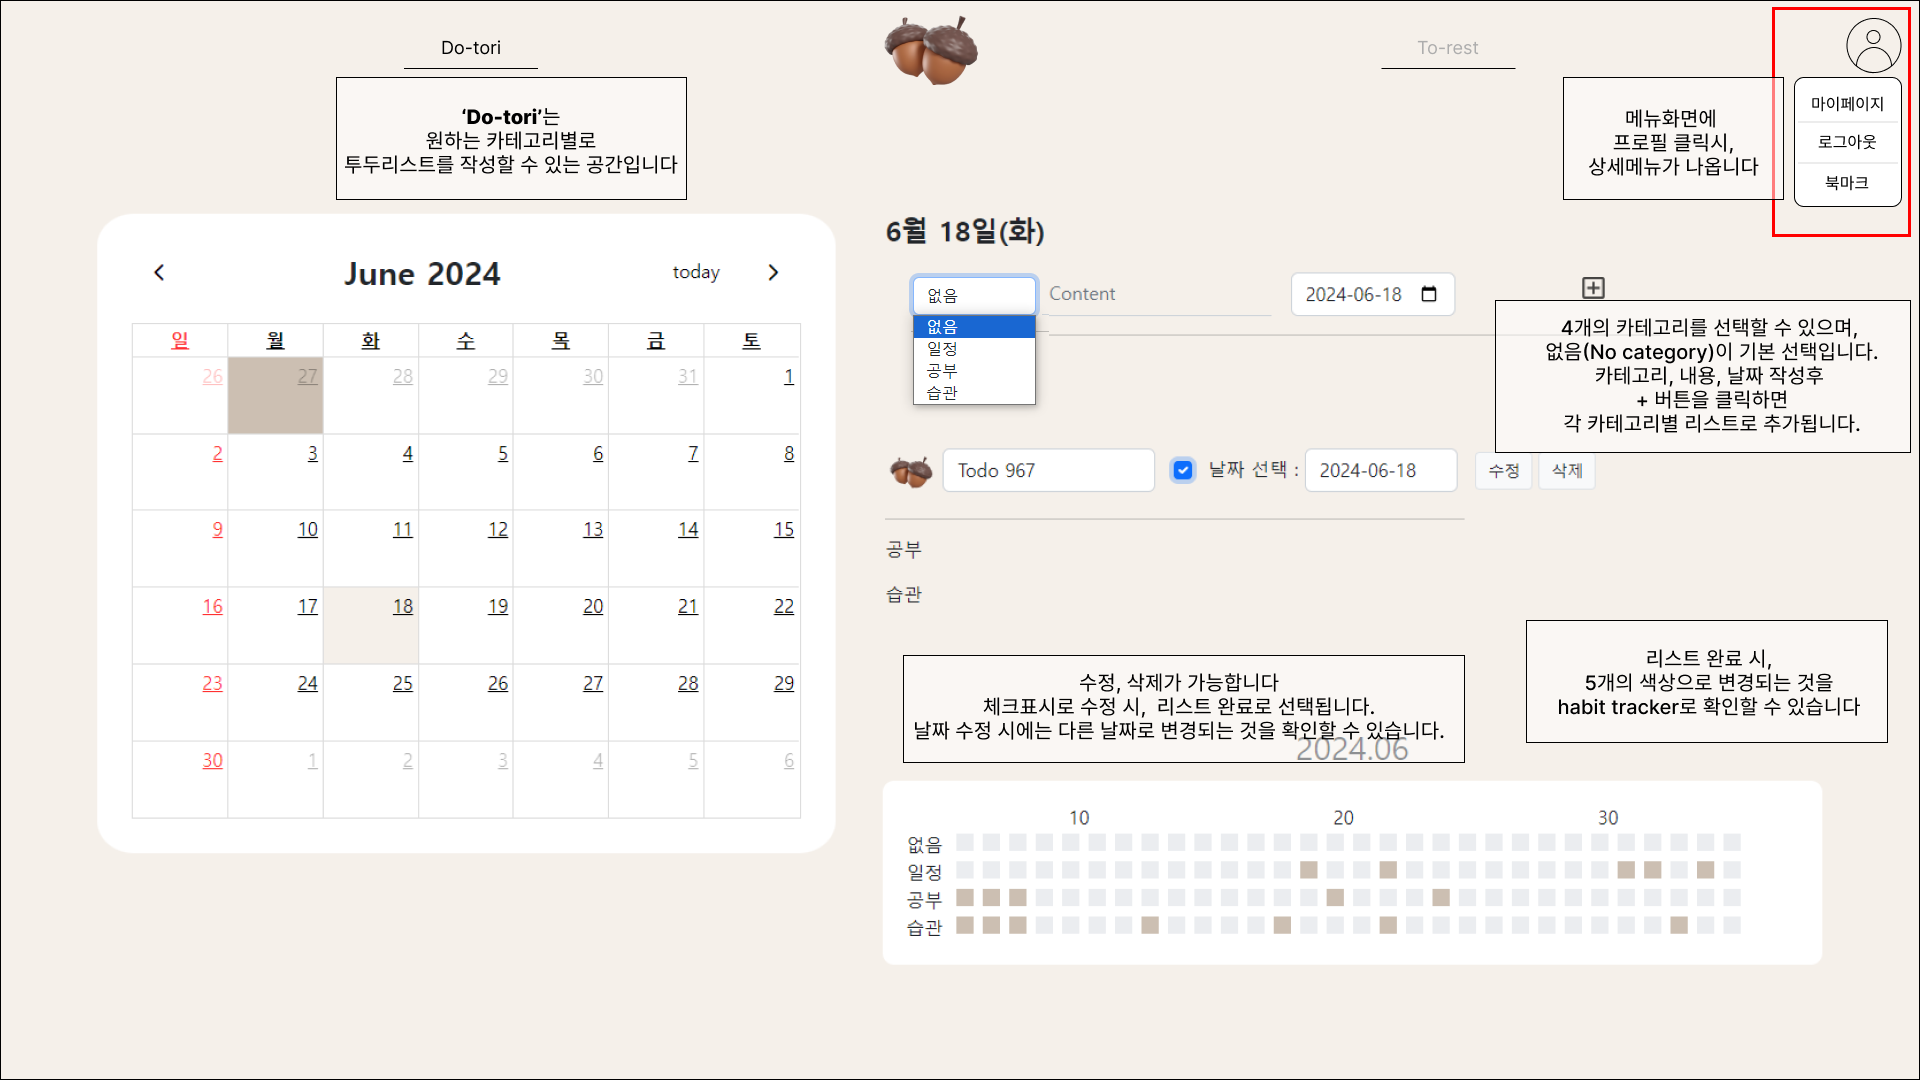 Do-tori
To-rest
‘Do-tori’는
원하는 카테고리별로
투두리스트를 작성할 수 있는 공간입니다
메뉴화면에
프로필 클릭시,
상세메뉴가 나옵니다
마이페이지
로그아웃
북마크
June 2024
today
일 월 화 수 목 금 토
26 27 28 29 30 31 1
2 3 4 5 6 7 8
9 10 11 12 13 14 15
16 17 18 19 20 21 22
23 24 25 26 27 28 29
30 1 2 3 4 5 6
6월 18일(화)
없음 Content 2024-06-18
없음
일정
공부
습관
4개의 카테고리를 선택할 수 있으며,
없음(No category)이 기본 선택입니다.
카테고리, 내용, 날짜 작성후
+ 버튼을 클릭하면
각 카테고리별 리스트로 추가됩니다.
Todo 967 날짜 선택 : 2024-06-18 수정 삭제
공부
습관
수정, 삭제가 가능합니다
체크표시로 수정 시, 리스트 완료로 선택됩니다.
날짜 수정 시에는 다른 날짜로 변경되는 것을 확인할 수 있습니다.
리스트 완료 시,
5개의 색상으로 변경되는 것을
habit tracker로 확인할 수 있습니다
2024.06
10 20 30
없음
일정
공부
습관